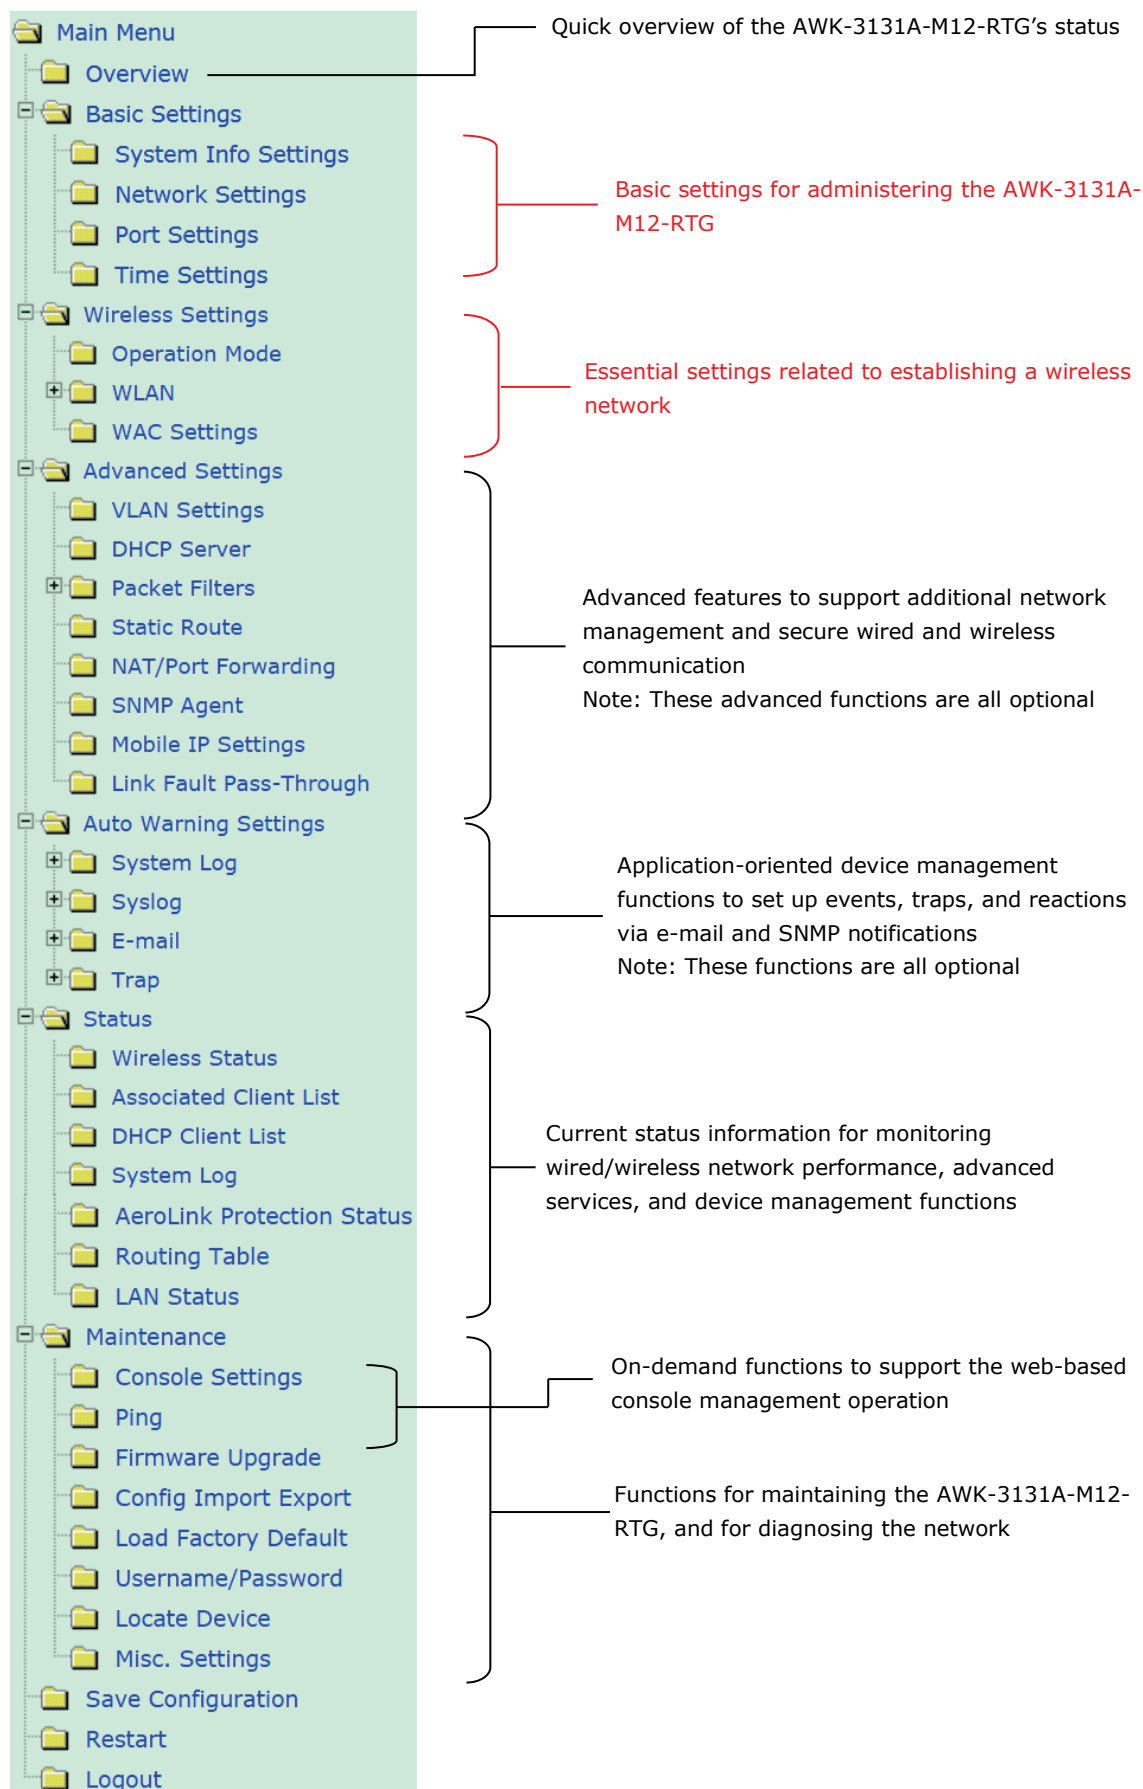 Main Menu
Quick overview of the AWK-3131A-M12-RTG’s status
Overview
Basic Settings
System Info Settings
Network Settings
Port Settings
Time Settings
Basic settings for administering the AWK-3131A-
M12-RTG
Wireless Settings
Operation Mode
WLAN
WAC Settings
Essential settings related to establishing a wireless
network
Advanced Settings
VLAN Settings
DHCP Server
Packet Filters
Static Route
NAT/Port Forwarding
SNMP Agent
Mobile IP Settings
Link Fault Pass-Through
Advanced features to support additional network
management and secure wired and wireless
communication
Note: These advanced functions are all optional
Auto Warning Settings
System Log
Syslog
E-mail
Trap
Application-oriented device management
functions to set up events, traps, and reactions
via e-mail and SNMP notifications
Note: These functions are all optional
Status
Wireless Status
Associated Client List
DHCP Client List
System Log
AeroLink Protection Status
Routing Table
LAN Status
Current status information for monitoring
wired/wireless network performance, advanced
services, and device management functions
Maintenance
Console Settings
Ping
Firmware Upgrade
Config Import Export
Load Factory Default
Username/Password
Locate Device
Misc. Settings
On-demand functions to support the web-based
console management operation
Functions for maintaining the AWK-3131A-M12-
RTG, and for diagnosing the network
Save Configuration
Restart
Logout